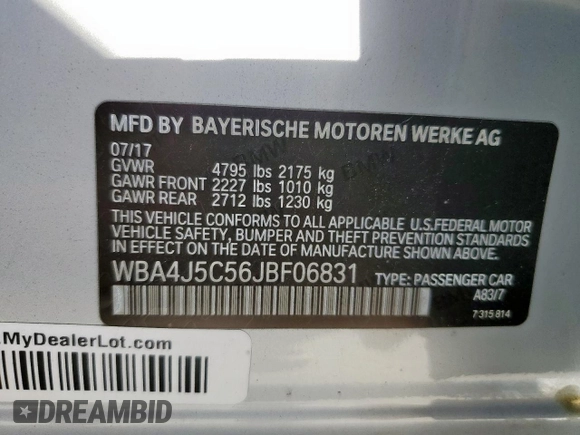 MFD BY BAYERISCHE MOTOREN WERKE AG
07/17
GVWR 4795 lbs 2175 kg
GAWR FRONT 2227 lbs 1010 kg
GAWR REAR 2712 lbs 1230 kg
THIS VEHICLE CONFORMS TO ALL APPLICABLE U.S.FEDERAL MOTOR
VEHICLE SAFETY, BUMPER AND THEFT PREVENTION STANDARDS
IN EFFECT ON THE DATE OF MANUFACTURE SHOWN ABOVE.
WBA4J5C56JBF06831 TYPE: PASSENGER CAR
A83/7
7315814
.MyDealerLot.com
DREAMBID